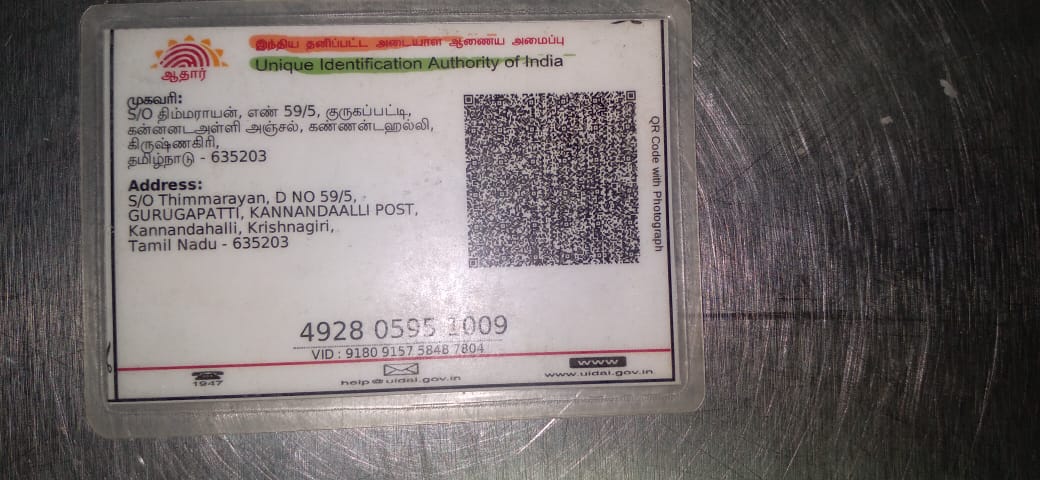 இந்திய தனிப்பட்ட அடையாள ஆணைய அமைப்பு
Unique Identification Authority of India
ஆதார்
முகவரி:
S/O திம்மராயன், எண் 59/5, குருகப்பட்டி,
கன்னடஅள்ளி அஞ்சல், கண்ணன்டஹல்லி,
கிருஷ்ணகிரி,
தமிழ்நாடு - 635203
Address:
S/O Thimmarayan, D NO 59/5,
GURUGAPATTI, KANNANDAALLI POST,
Kannandahalli, Krishnagiri,
Tamil Nadu - 635203
QR Code with Photograph
4928 0595 1009
VID : 9180 9157 5848 7804
1947
help@uidai.gov.in
www
www.uidai.gov.in